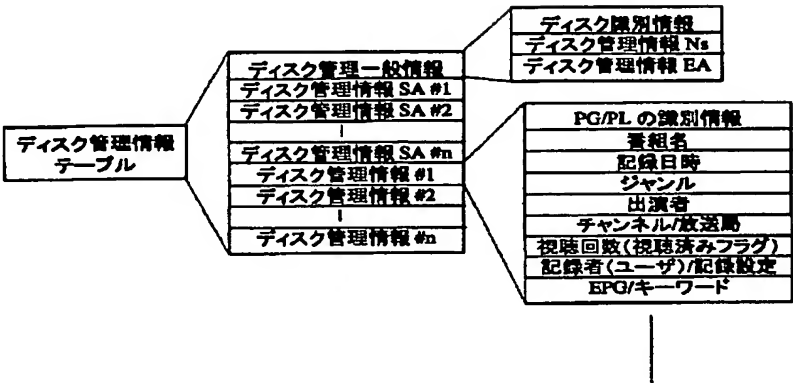 ディスク管理情報
テーブル
ディスク管理一般情報
ディスク管理情報 SA #1
ディスク管理情報 SA #2
ディスク管理情報 SA #n
ディスク管理情報 #1
ディスク管理情報 #2
ディスク管理情報 #n
ディスク識別情報
ディスク管理情報 Ns
ディスク管理情報 EA
PG/PL の識別情報
番組名
記録日時
ジャンル
出演者
チャンネル/放送局
視聴回数(視聴済みフラグ)
記録者(ユーザ)/記録設定
EPG/キーワード